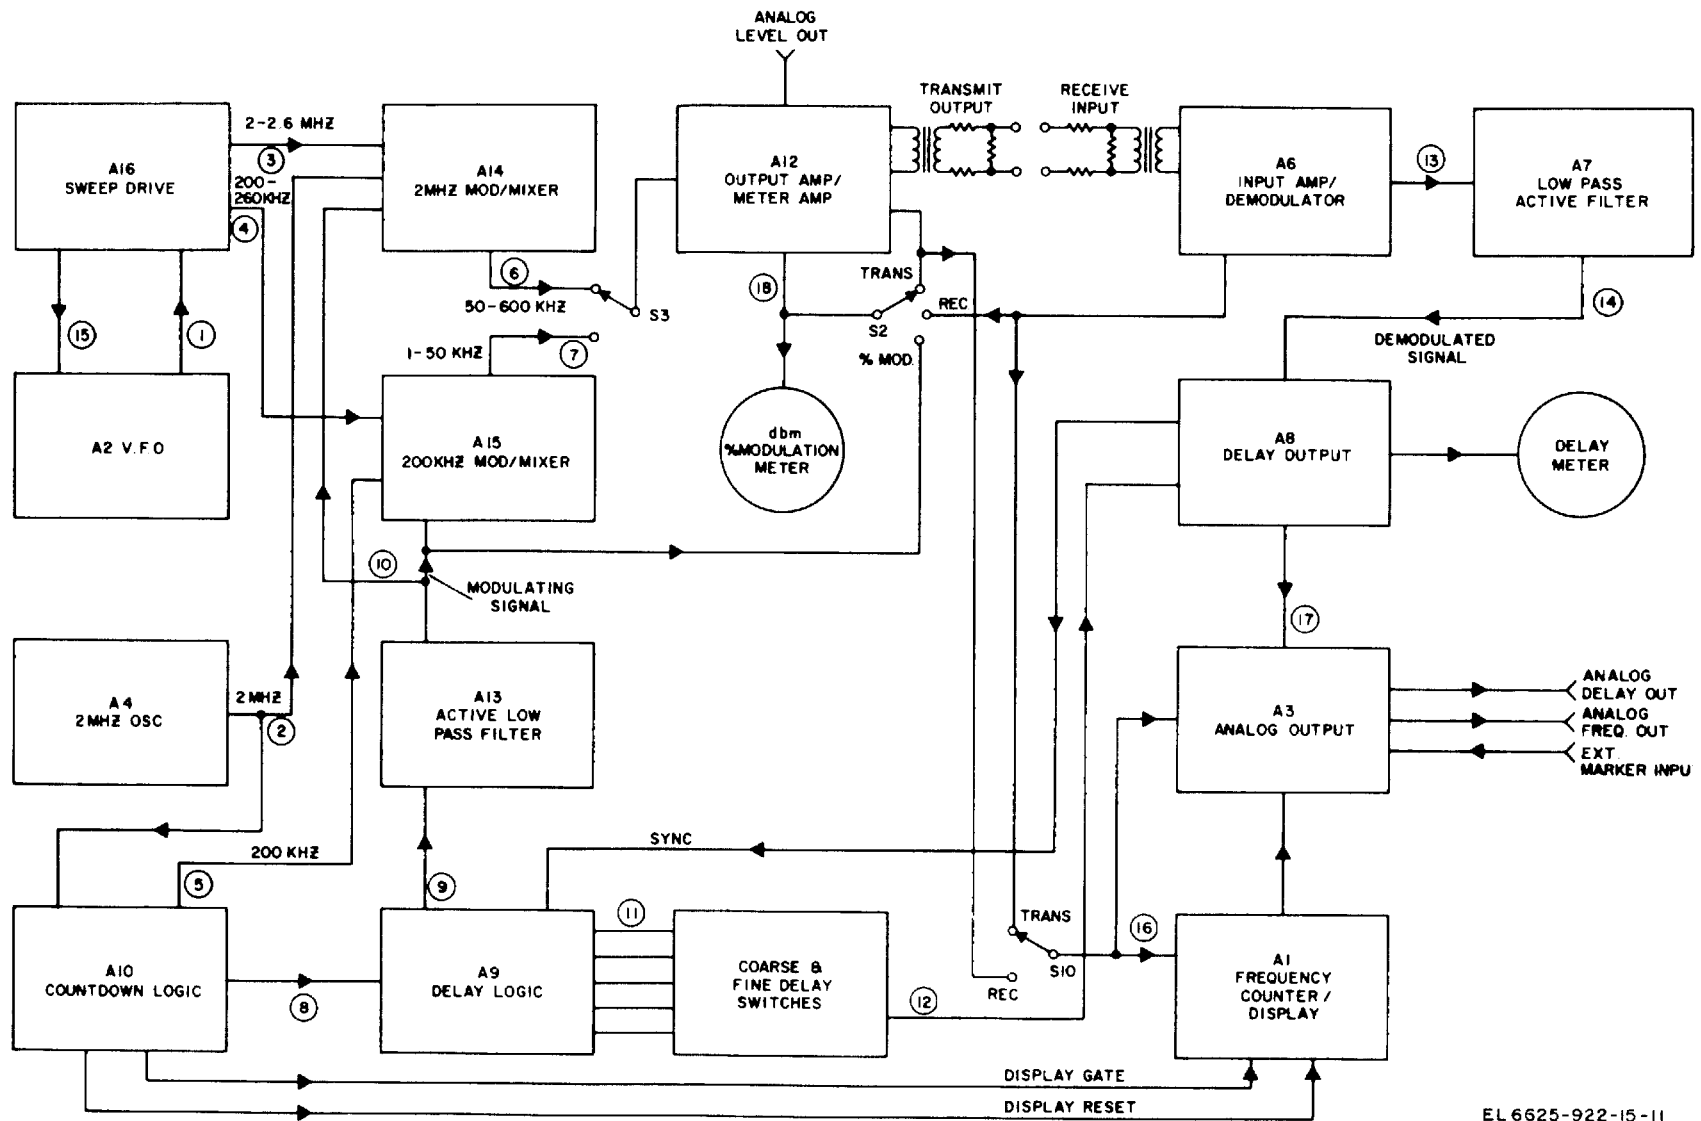 ANALOG
LEVEL OUT
TRANSMIT
OUTPUT
RECEIVE
INPUT
A16
SWEEP DRIVE
2-2.6 MHZ
3
200-
260KHZ
4
A14
2MHZ MOD/MIXER
A12
OUTPUT AMP/
METER AMP
A6
INPUT AMP/
DEMODULATOR
13
A7
LOW PASS
ACTIVE FILTER
6
50-600 KHZ
S3
18
TRANS
S2
REC
% MOD.
14
DEMODULATED
SIGNAL
15
1
1-50 KHZ
7
A2 V.F.O
A15
200KHZ MOD/MIXER
dbm
%MODULATION
METER
A8
DELAY OUTPUT
DELAY
METER
10
MODULATING
SIGNAL
17
A4
2MHZ OSC
2MHZ
2
A13
ACTIVE LOW
PASS FILTER
A3
ANALOG OUTPUT
ANALOG
DELAY OUT
ANALOG
FREQ. OUT
EXT.
MARKER INPU
200 KHZ
5
SYNC
9
11
TRANS
16
S10
REC
A10
COUNTDOWN LOGIC
8
A9
DELAY LOGIC
COARSE &
FINE DELAY
SWITCHES
12
A1
FREQUENCY
COUNTER/
DISPLAY
DISPLAY GATE
DISPLAY RESET
EL6625-922-15-11